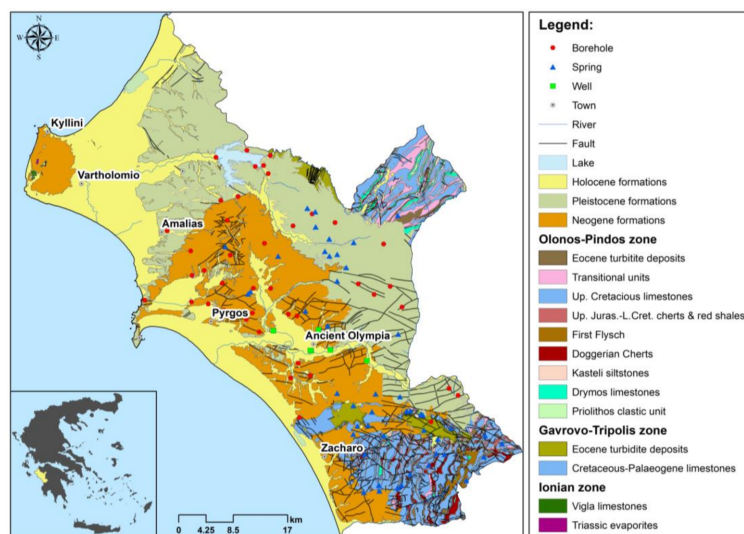 N
W
E
S
Kyllini
Vartholomio
Amalias
Pyrgos
Ancient Olympia
Zacharo
0 4.25 8.5 17
km
Legend:
Borehole
Spring
Well
Town
River
Fault
Lake
Holocene formations
Pleistocene formations
Neogene formations
Olonos-Pindos zone
Eocene turbitite deposits
Transitional units
Up. Cretacious limestones
Up. Juras.-L.Cret. cherts & red shales
First Flysch
Doggerian Cherts
Kasteli siltstones
Drymos limestones
Priolithos clastic unit
Gavrovo-Tripolis zone
Eocene turbidite deposits
Cretaceous-Palaeogene limestones
Ionian zone
Vigla limestones
Triassic evaporites